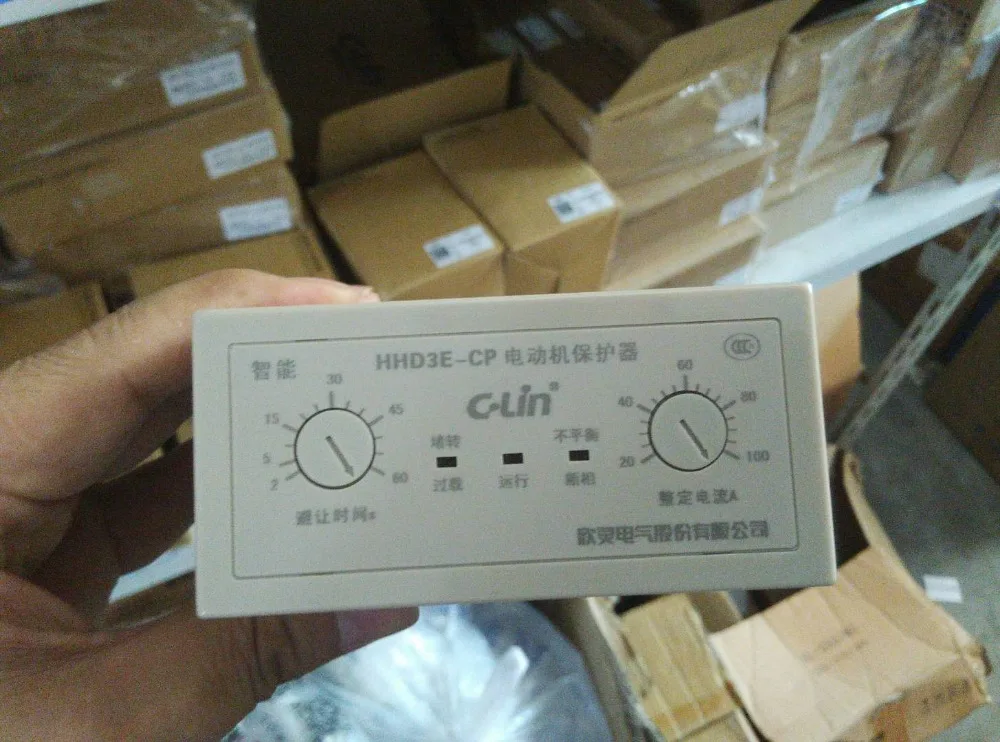 智能
HHD3E-CP 电动机保护器
CCC
C-Lin®
30
15
45
5
2
60
避让时间s
堵转
过载
运行
不平衡
断相
60
40
80
20
100
整定电流A
欧灵电气股份有限公司